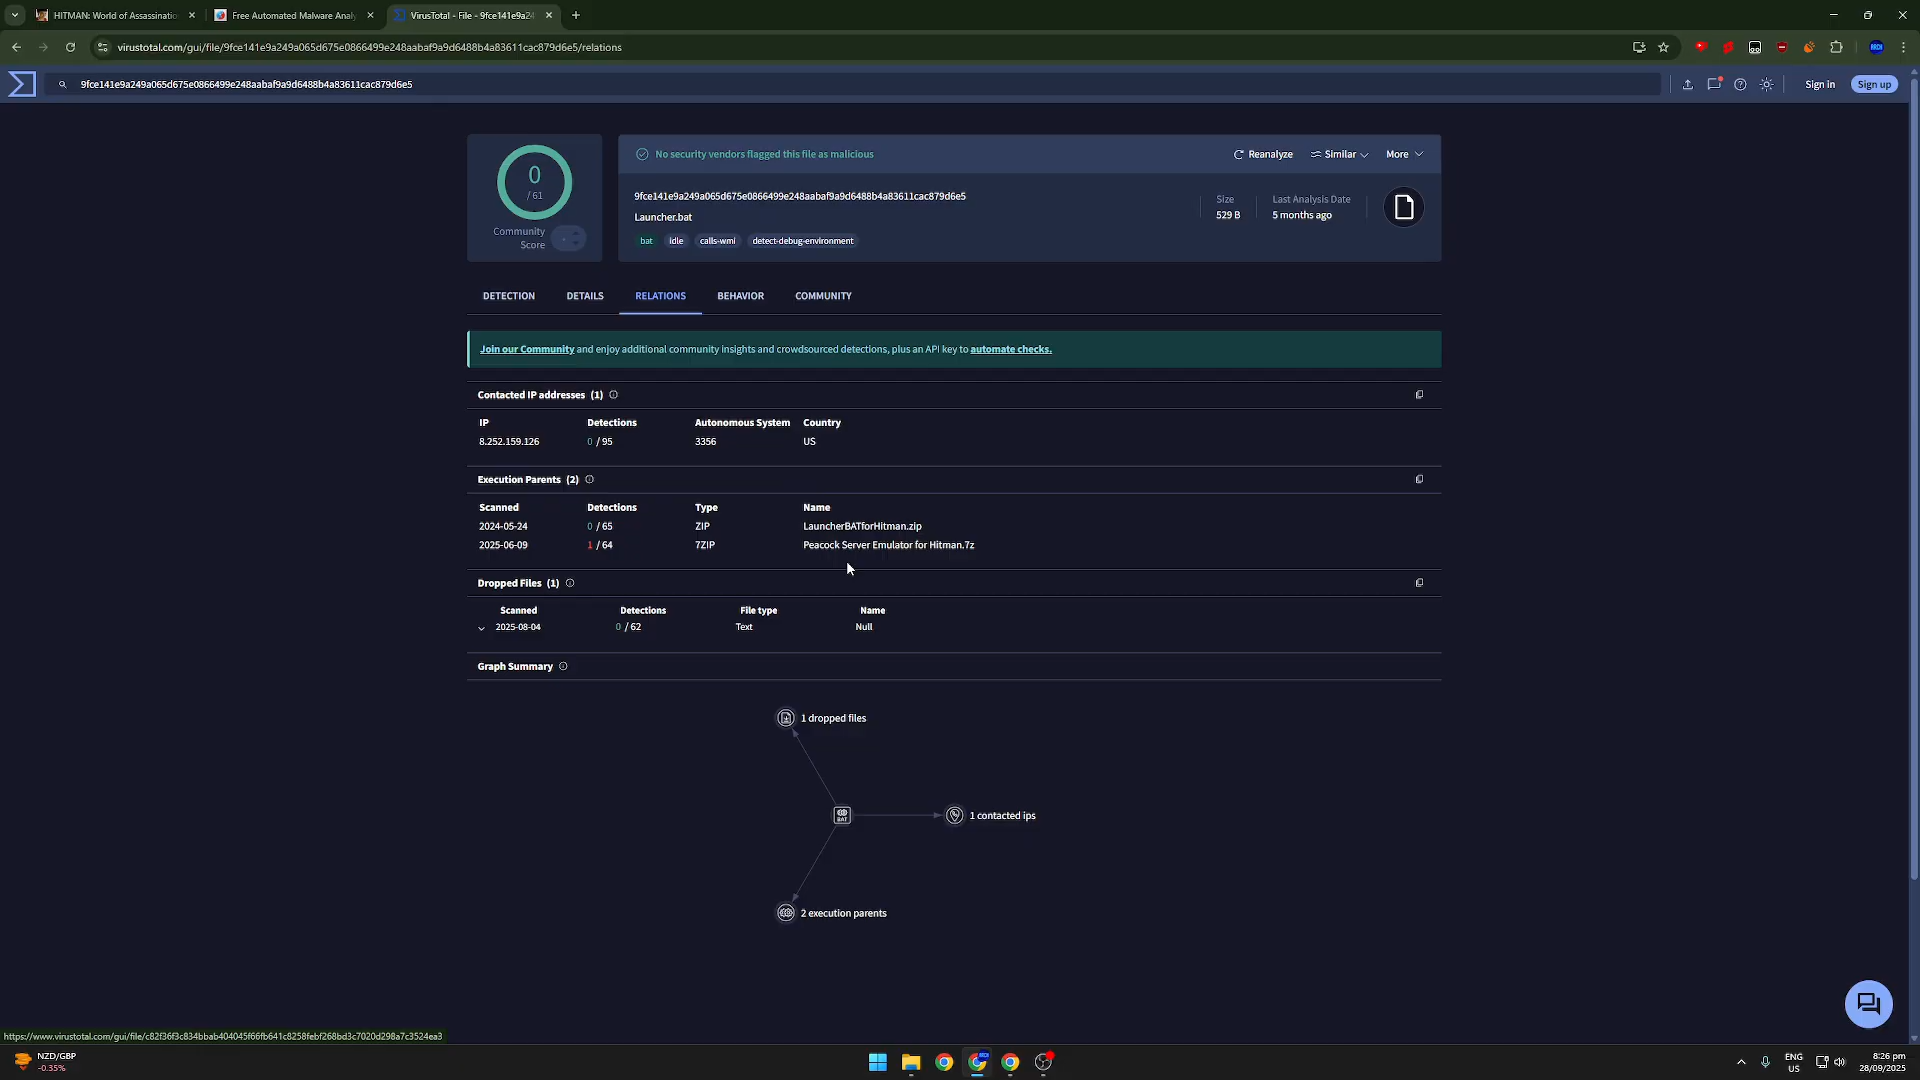 HITMAN: World of Assassinatio
Free Automated Malware Analy
VirusTotal - File - 9fce141e9a24
virustotal.com/gui/file/9fce141e9a249a065d675e0866499e248aabaf9a9d6488b4a83611cac879d6e5/relations
9fce141e9a249a065d675e0866499e248aabaf9a9d6488b4a83611cac879d6e5
Sign in
Sign up
0
/ 61
Community
Score
No security vendors flagged this file as malicious
Reanalyze
Similar
More
9fce141e9a249a065d675e0866499e248aabaf9a9d6488b4a83611cac879d6e5
Launcher.bat
bat
idle
calls-wmi
detect-debug-environment
Size
529 B
Last Analysis Date
5 months ago
DETECTION
DETAILS
RELATIONS
BEHAVIOR
COMMUNITY
Join our Community and enjoy additional community insights and crowdsourced detections, plus an API key to automate checks.
Contacted IP addresses (1)
IP Detections Autonomous System Country
8.252.159.126 0 / 95 3356 US
Execution Parents (2)
Scanned Detections Type Name
2024-05-24 0 / 65 ZIP LauncherBATforHitman.zip
2025-06-09 1 / 64 7ZIP Peacock Server Emulator for Hitman.7z
Dropped Files (1)
Scanned Detections File type Name
2025-08-04 0 / 62 Text Null
Graph Summary
1 dropped files
BAT
1 contacted ips
2 execution parents
https://www.virustotal.com/gui/file/c82f36f3c834bbab404045f66fb641c8258febf268bd3c7020d298a7c3524ea3
NZD/GBP
-0.35%
ENG
US
8:26 pm
28/09/2025